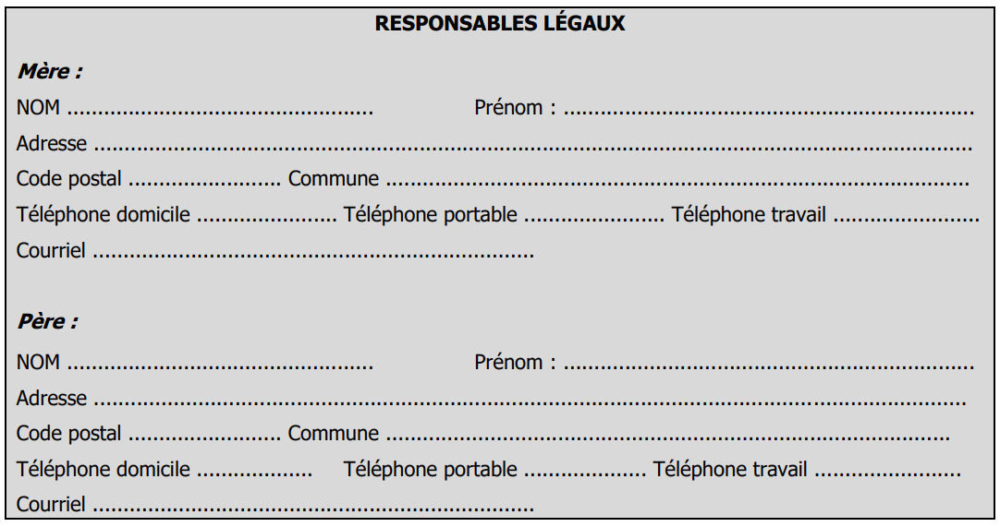 RESPONSABLES LÉGAUX
Mère :
NOM .................................................. Prénom : ...................................................................
Adresse ...............................................................................................................................................
Code postal ......................... Commune ...............................................................................................
Téléphone domicile ....................... Téléphone portable ....................... Téléphone travail ........................
Courriel ........................................................................
Père :
NOM .................................................. Prénom : ...................................................................
Adresse ..............................................................................................................................................
Code postal ......................... Commune ............................................................................................
Téléphone domicile ................... Téléphone portable .................... Téléphone travail ........................
Courriel ........................................................................